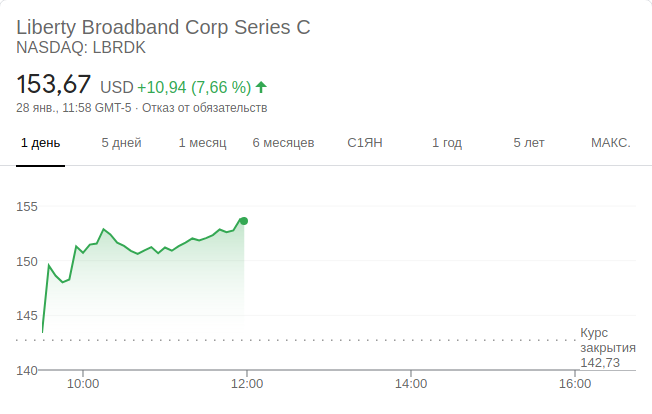 Liberty Broadband Corp Series C
NASDAQ: LBRDK
153,67 USD +10,94 (7,66 %)
28 янв., 11:58 GMT-5 · Отказ от обязательств
1 день 5 дней 1 месяц 6 месяцев С1ЯН 1 год 5 лет МАКС.
155
150
145
140
Курс
закрытия
142,73
10:00 12:00 14:00 16:00